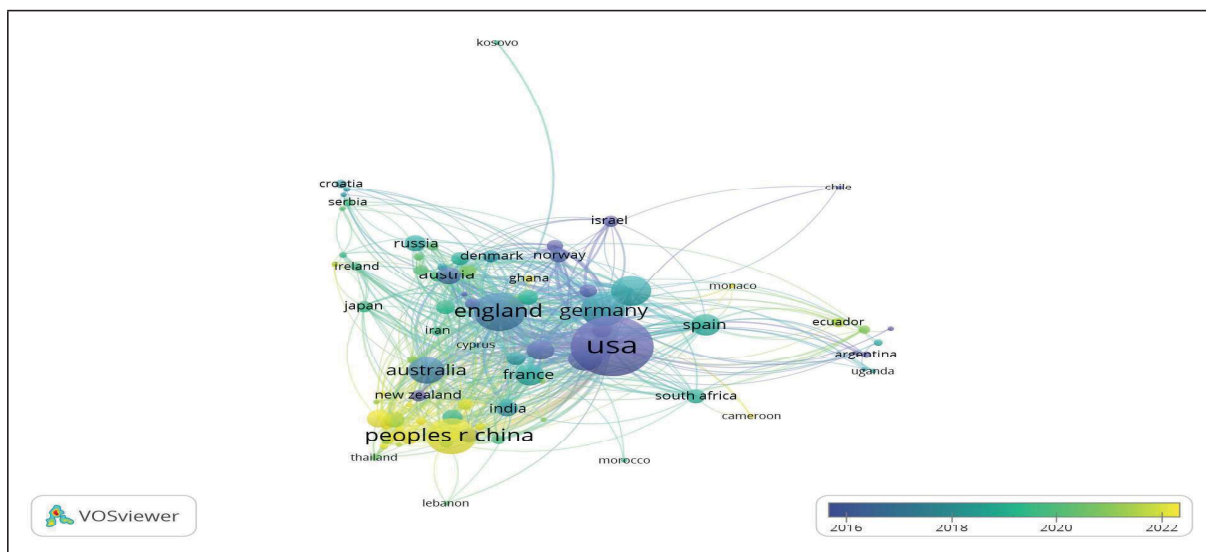 kosovo
croatia
chile
serbia
israel
russia
denmark
norway
ireland
austria
ghana
monaco
japan
england
germany
spain
ecuador
iran
cyprus
usa
argentina
australia
france
uganda
new zealand
india
south africa
cameroon
peoples r china
thailand
morocco
lebanon
VOSviewer
2016 2018 2020 2022